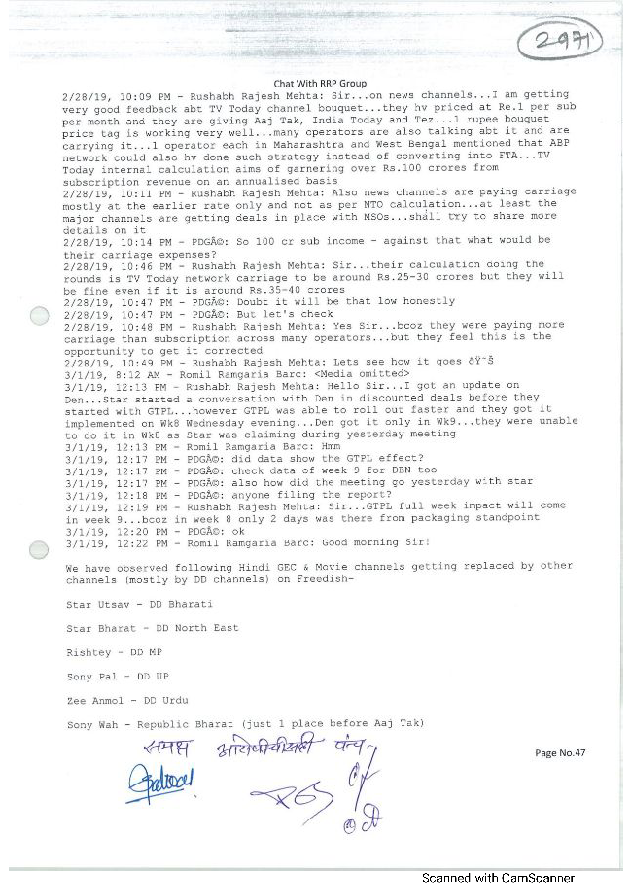 2971
Chat With RRP Group
2/28/19, 10:09 PM - Rushabh Rajesh Mehta: Sir...on news channels...I am getting
very good feedback abt TV Today channel bouquet...they hv priced at Re.1 per sub
per month and they are giving Aaj Tak, India Today and Tez...1 rupee bouquet
price tag is working very well...many operators are also talking abt it and are
carrying it...1 operator each in Maharashtra and West Bengal mentioned that ABP
network could also hv done such strategy instead of converting into FTA...TV
Today internal calculation aims of garnering over Rs.100 crores from
subscription revenue on an annualised basis
2/28/19, 10:11 PM - Rushabh Rajesh Mehta: Also news channels are paying carriage
mostly at the earlier rate only and not as per NTO calculation...at least the
major channels are getting deals in place with MSOs...shall try to share more
details on it
2/28/19, 10:14 PM - PDGÃ©: So 100 cr sub income - against that what would be
their carriage expenses?
2/28/19, 10:46 PM - Rushabh Rajesh Mehta: Sir...their calculation doing the
rounds is TV Today network carriage to be around Rs.25-30 crores but they will
be fine even if it is around Rs.35-40 crores
2/28/19, 10:47 PM - PDGÃ©: Doubt it will be that low honestly
2/28/19, 10:47 PM - PDGÃ©: But let's check
2/28/19, 10:48 PM - Rushabh Rajesh Mehta: Yes Sir...bcoz they were paying more
carriage than subscription across many operators...but they feel this is the
opportunity to get it corrected
2/28/19, 10:49 PM - Rushabh Rajesh Mehta: Lets see how it goes ðŸ˜Š
3/1/19, 8:12 AM - Romil Ramgaria Barc: <Media omitted>
3/1/19, 12:13 PM - Rushabh Rajesh Mehta: Hello Sir...I got an update on
Den...Star started a conversation with Den in discounted deals before they
started with GTPL...however GTPL was able to roll out faster and they got it
implemented on Wk8 Wednesday evening...Den got it only in Wk9...they were unable
to do it in Wk8 as Star was claiming during yesterday meeting
3/1/19, 12:13 PM - Romil Ramgaria Barc: Hmm
3/1/19, 12:17 PM - PDGÃ©: did data show the GTPL effect?
3/1/19, 12:17 PM - PDGÃ©: check data of week 9 for DEN too
3/1/19, 12:17 PM - PDGÃ©: also how did the meeting go yesterday with star
3/1/19, 12:18 PM - PDGÃ©: anyone filing the report?
3/1/19, 12:19 PM - Rushabh Rajesh Mehta: Sir...GTPL full week impact will come
in week 9...bcoz in week 8 only 2 days was there from packaging standpoint
3/1/19, 12:20 PM - PDGÃ©: ok
3/1/19, 12:22 PM - Romil Ramgaria Barc: Good morning Sir!
We have observed following Hindi GEC & Movie channels getting replaced by other
channels (mostly by DD channels) on Freedish-
Star Utsav - DD Bharati
Star Bharat - DD North East
Rishtey - DD MP
Sony Pal - DD UP
Zee Anmol - DD Urdu
Sony Wah - Republic Bharat (just 1 place before Aaj Tak)
समक्ष
Page No.47
Scanned with CamScanner